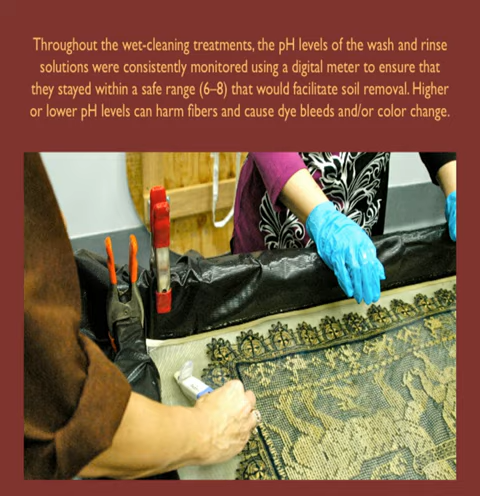 Throughout the wet-cleaning treatments, the pH levels of the wash and rinse
solutions were consistently monitored using a digital meter to ensure that
they stayed within a safe range (6–8) that would facilitate soil removal. Higher
or lower pH levels can harm fibers and cause dye bleeds and/or color change.